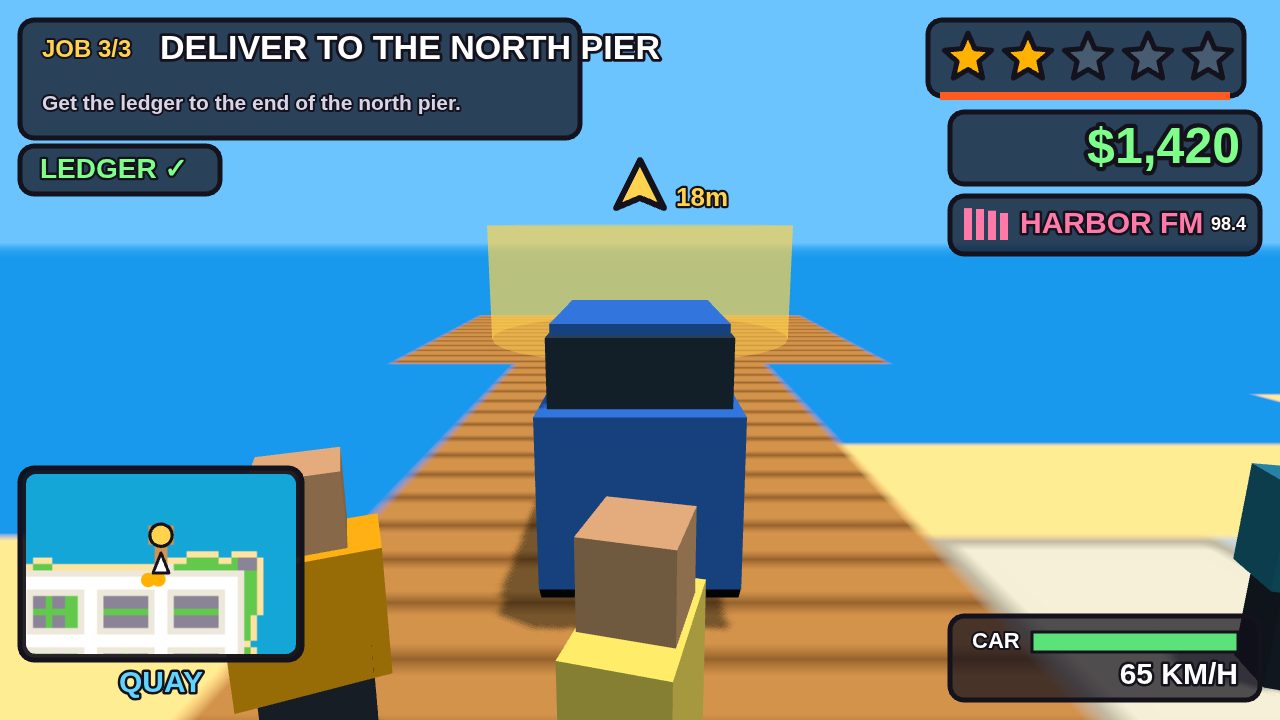 JOB 3/3 DELIVER TO THE NORTH PIER
Get the ledger to the end of the north pier.
LEDGER ✓
$1,420
HARBOR FM 98.4
18m
QUAY
CAR
65 KM/H